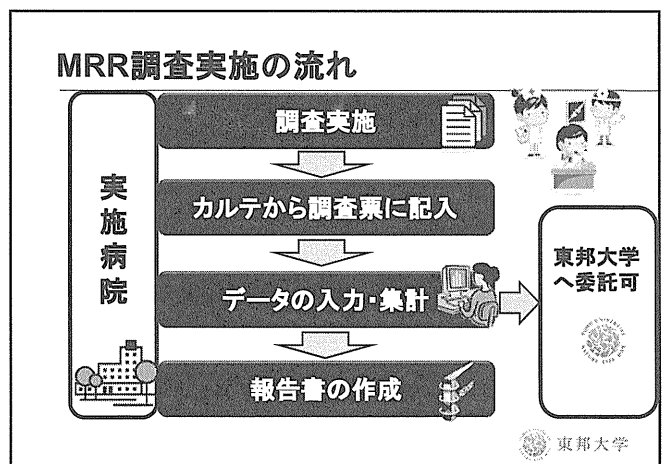 MRR調査実施の流れ
実施病院
調査実施
カルテから調査票に記入
データの入力・集計
報告書の作成
東邦大学
へ委託可
東邦大学